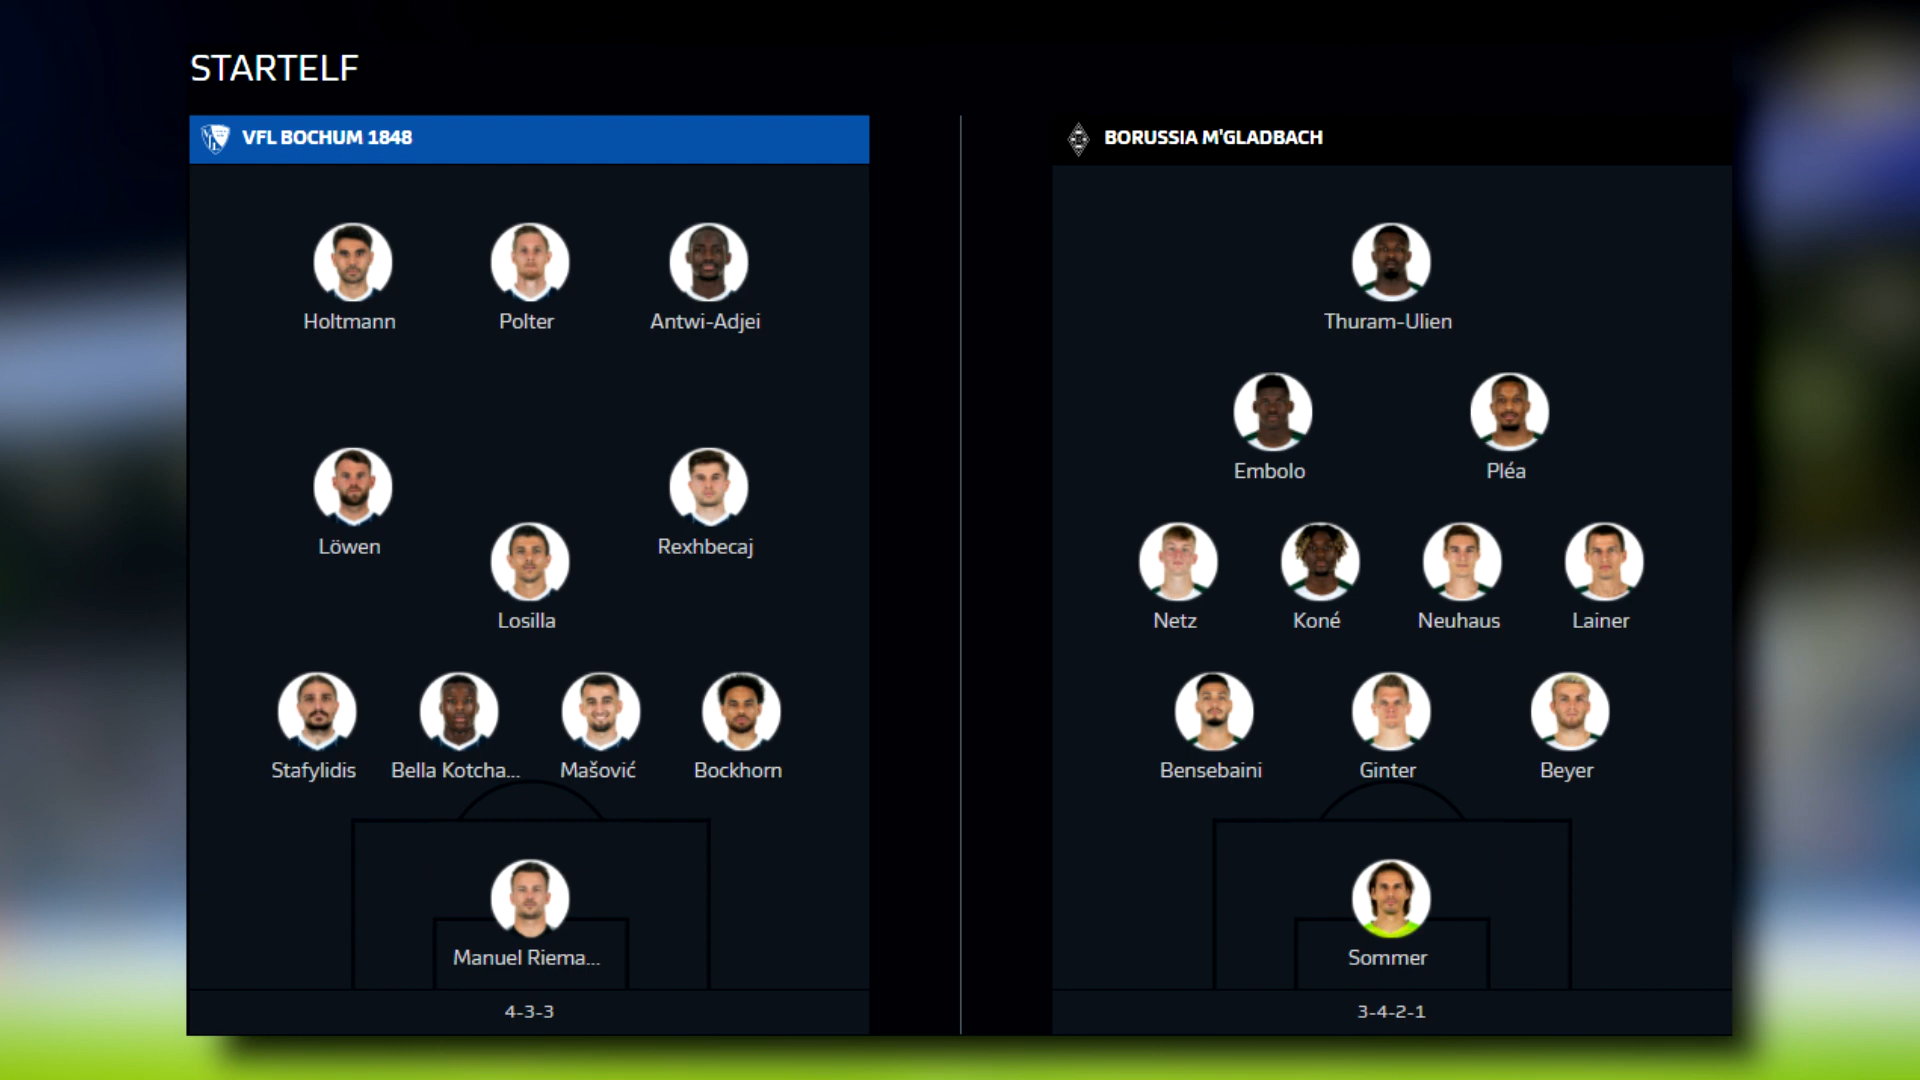 STARTELF
VFL BOCHUM 1848
Holtmann Polter Antwi-Adjei
Löwen Rexhbecaj
Losilla
Stafylidis Bella Kotcha... Mašović Bockhorn
Manuel Riema...
4-3-3
BORUSSIA M'GLADBACH
Thuram-Ulien
Embolo Pléa
Netz Koné Neuhaus Lainer
Bensebaini Ginter Beyer
Sommer
3-4-2-1